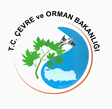 T.C. ÇEVRE ve ORMAN BAKANLIĞI